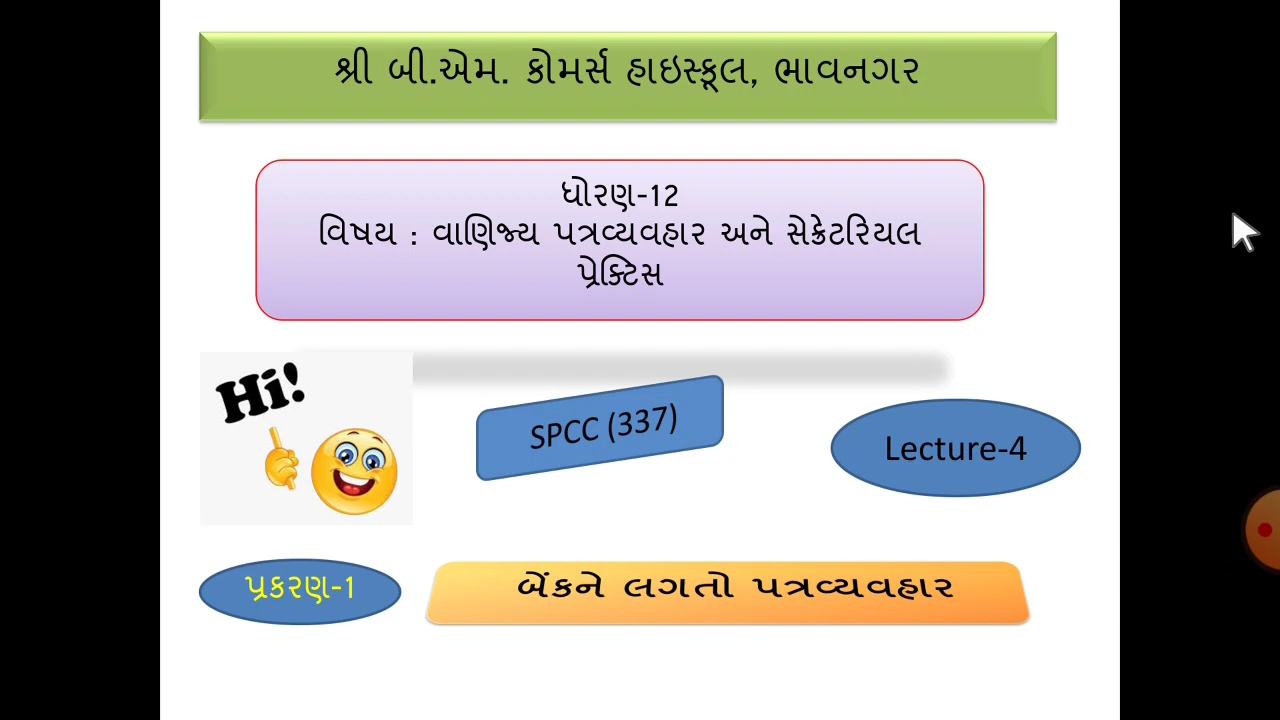 શ્રી બી.એમ. કોમર્સ હાઇસ્કૂલ, ભાવનગર
ધોરણ-12
વિષય : વાણિજ્ય પત્રવ્યવહાર અને સેક્રેટરિયલ
પ્રેક્ટિસ
Hi!
SPCC (337)
Lecture-4
પ્રકરણ-1
બેંકને લગતો પત્રવ્યવહાર